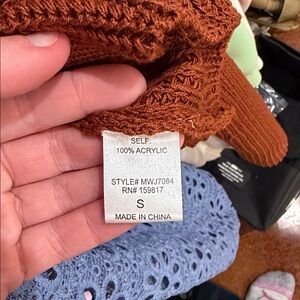 SELF:
100% ACRYLIC
STYLE# MWJ7084
RN# 159817
S
MADE IN CHINA